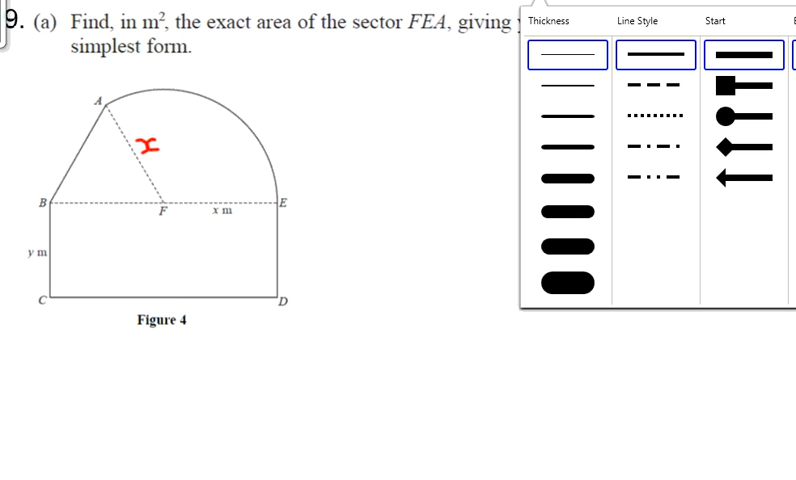 9. (a) Find, in m², the exact area of the sector FEA, giving
simplest form.
Thickness
Line Style
Start
A
x
B
F
x m
E
y m
C
D
Figure 4